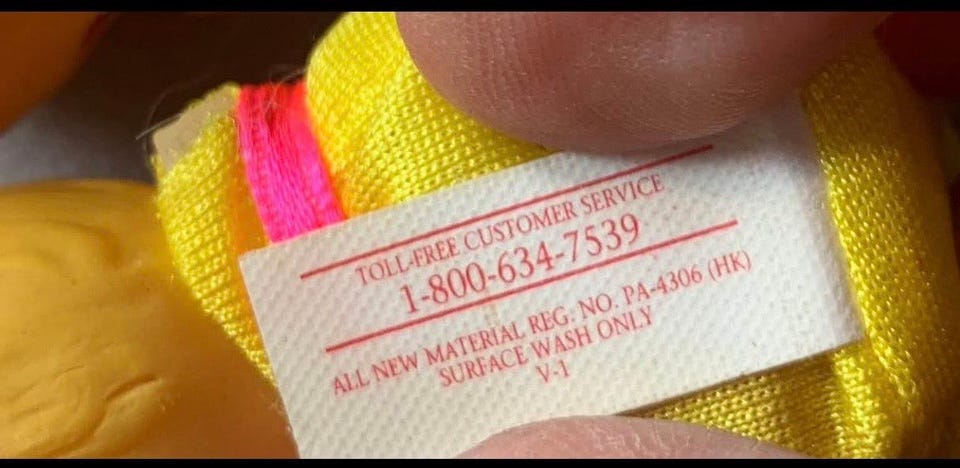 TOLL-FREE CUSTOMER SERVICE
1-800-634-7539
ALL NEW MATERIAL REG. NO. PA-4306 (HK)
SURFACE WASH ONLY
V-1